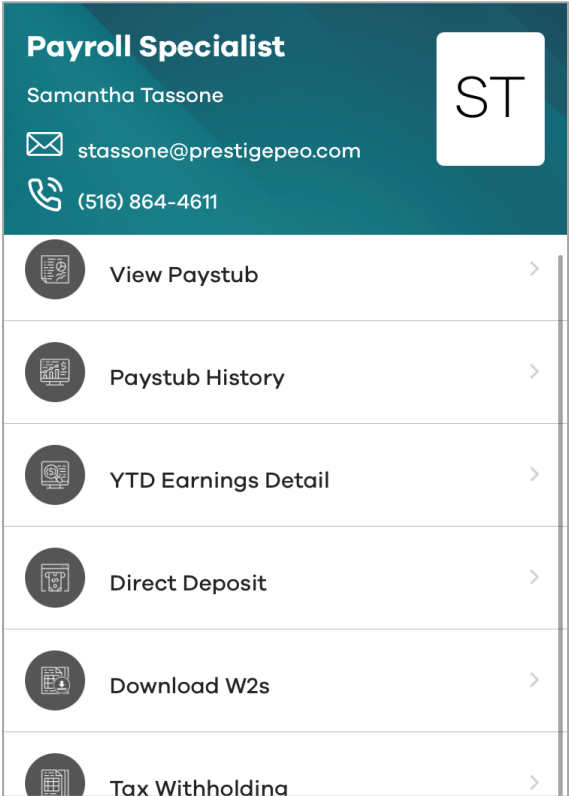 Payroll Specialist
Samantha Tassone
ST
stassone@prestigepeo.com
(516) 864-4611
View Paystub
Paystub History
YTD Earnings Detail
Direct Deposit
Download W2s
Tax Withholding